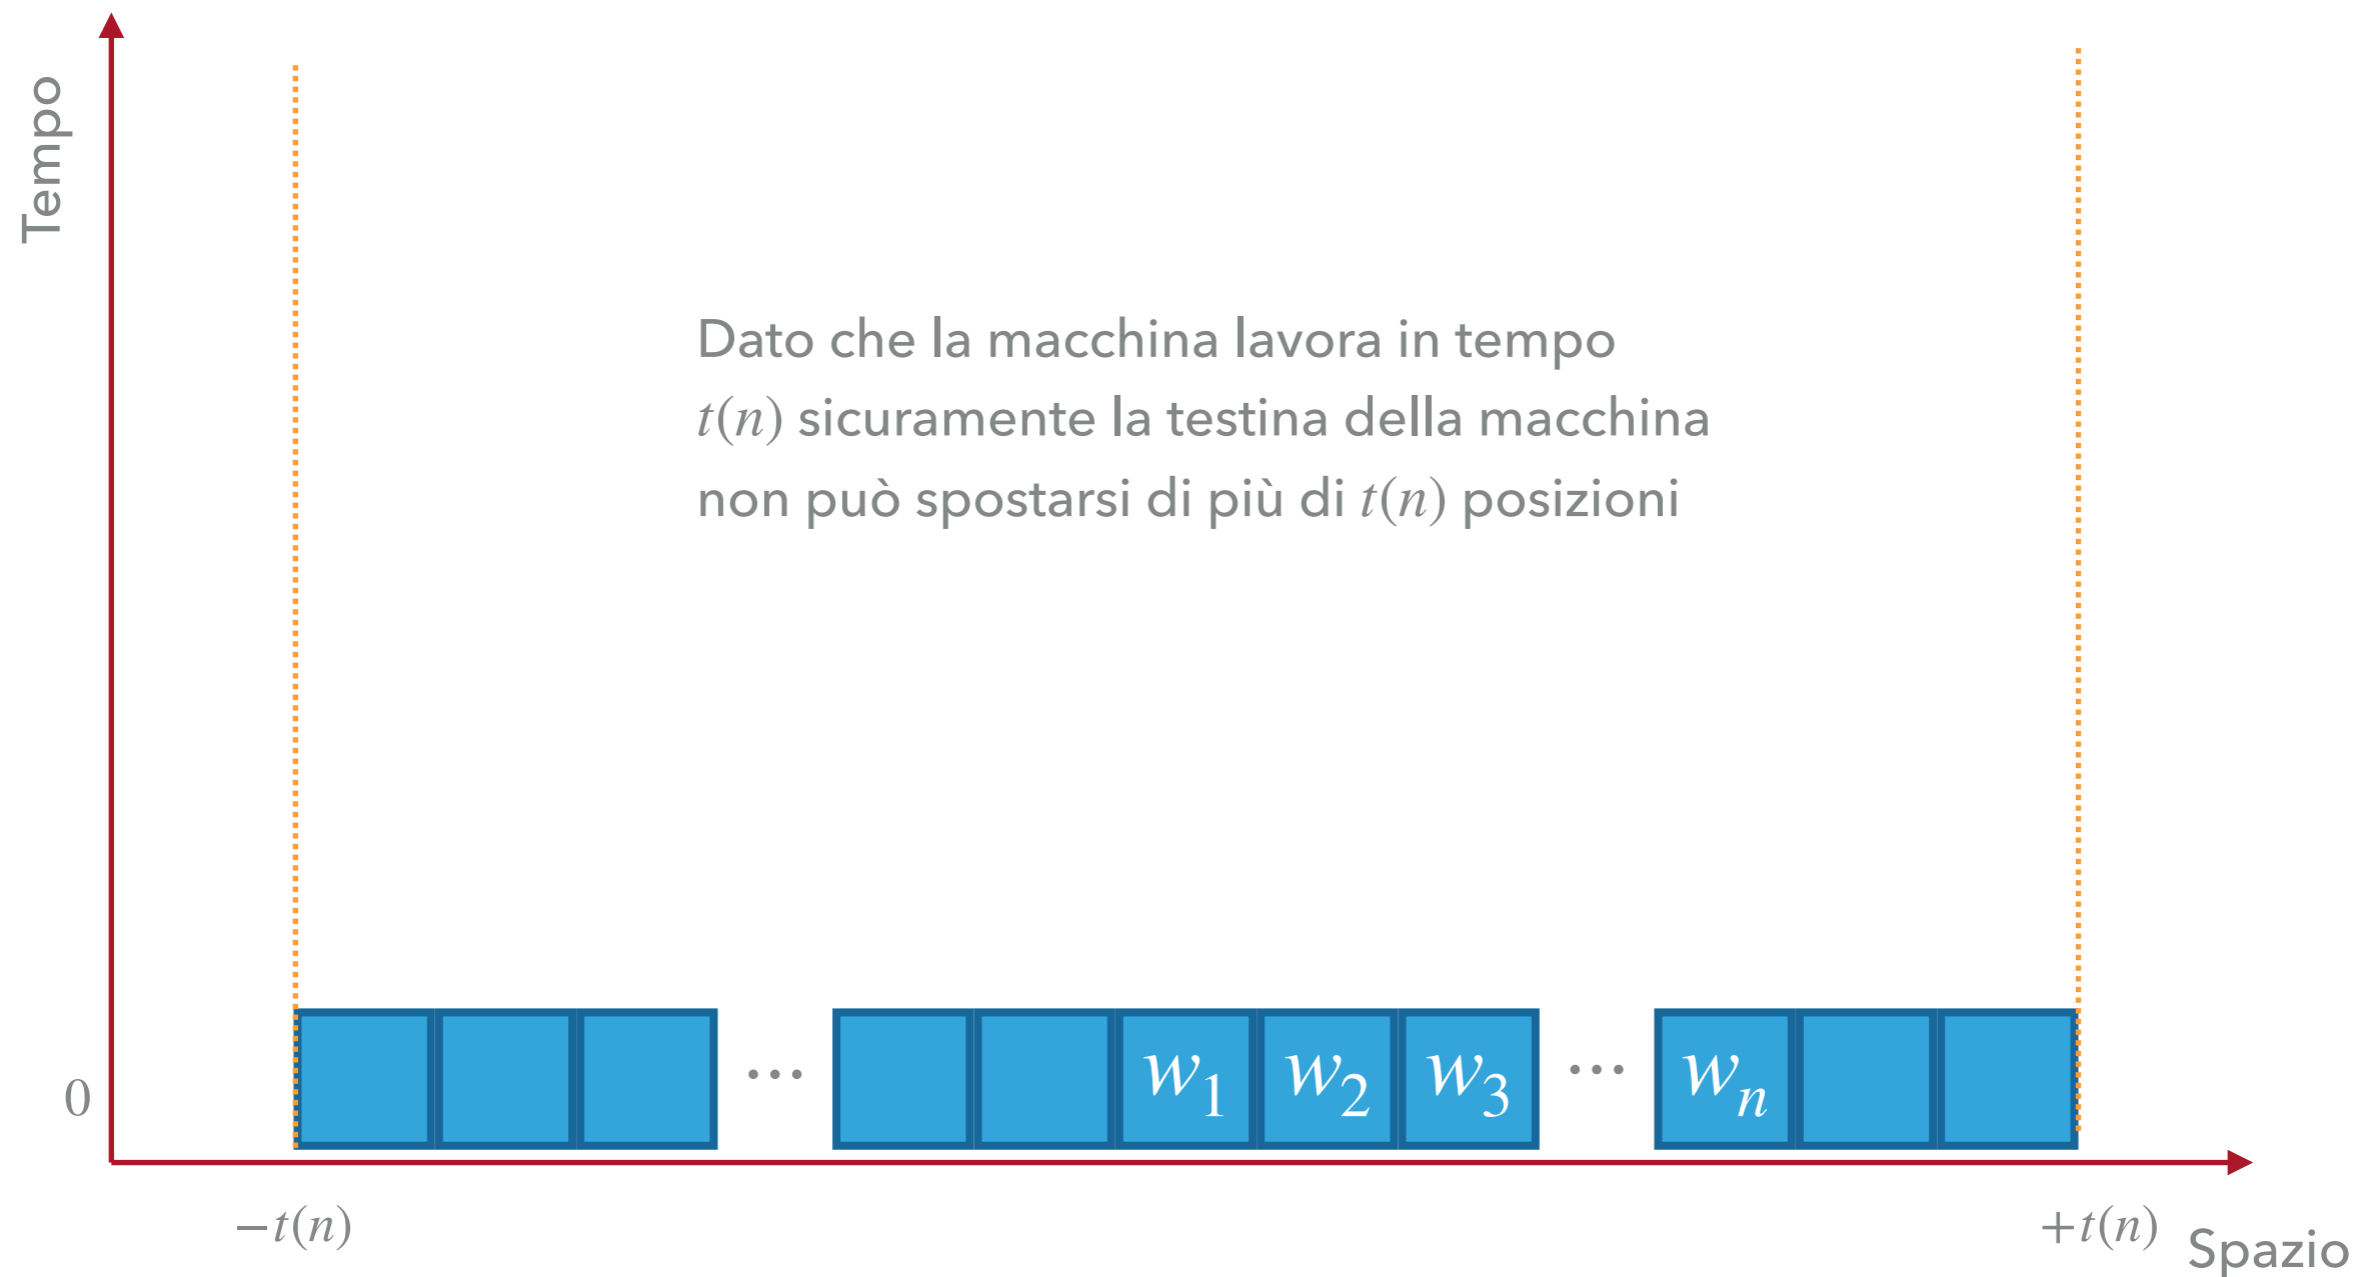 Tempo
Dato che la macchina lavora in tempo
t(n) sicuramente la testina della macchina
non può spostarsi di più di t(n) posizioni
... w₁ w₂ w₃ ... wₙ
0
−t(n)
+t(n)
Spazio